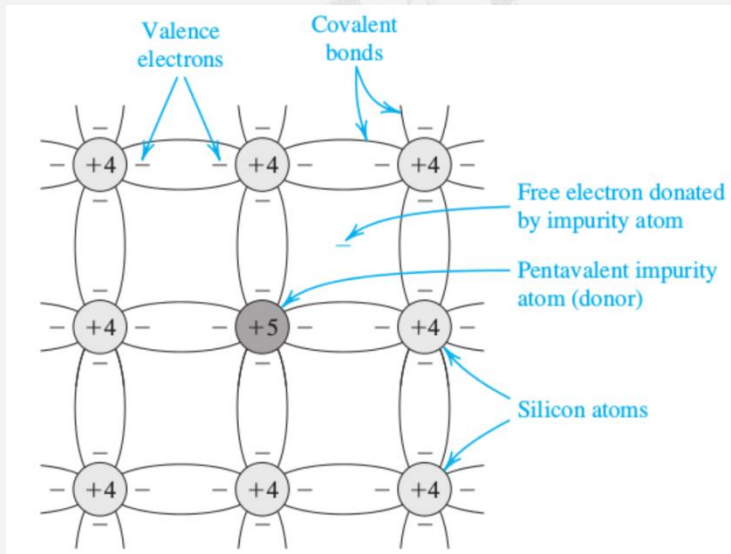 Valence
electrons
Covalent
bonds
+4 +4 +4
Free electron donated
by impurity atom
Pentavalent impurity
atom (donor)
+4 +5 +4
Silicon atoms
+4 +4 +4